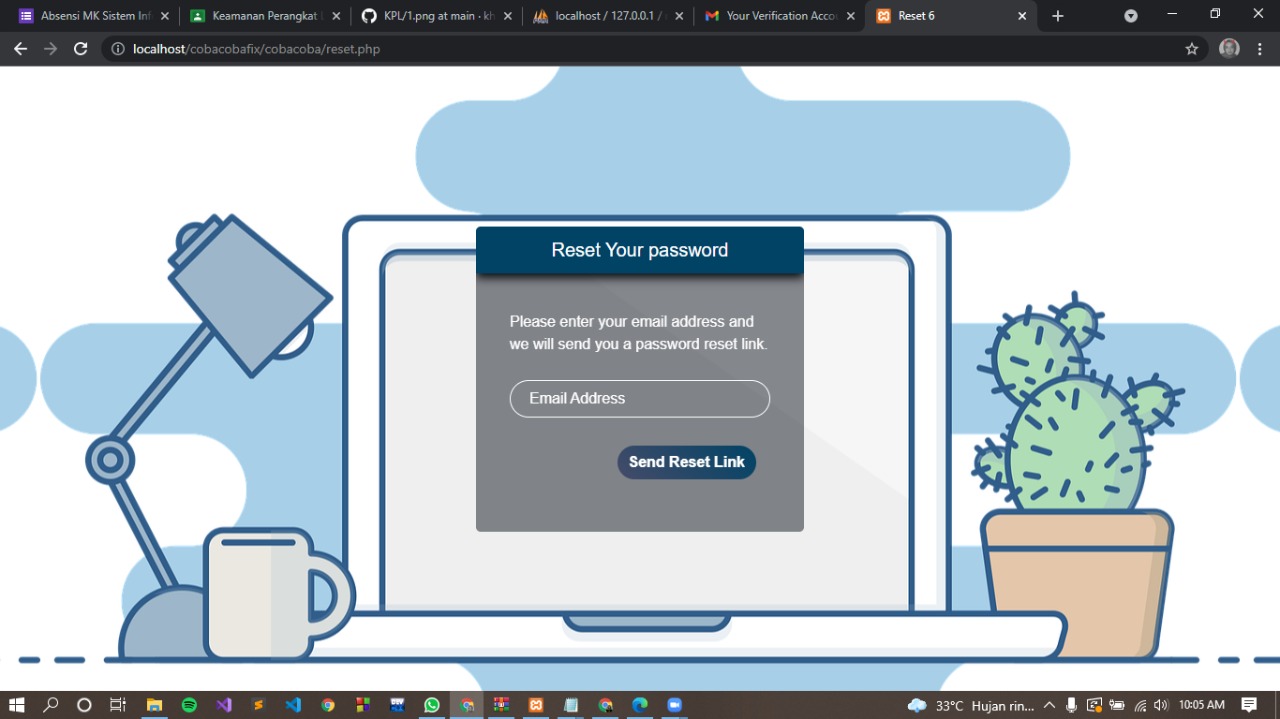 Absensi MK Sistem Inf
Keamanan Perangkat L
KPL/1.png at main · kh
localhost / 127.0.0.1 /
Your Verification Accou
Reset 6
localhost/cobacobafix/cobacoba/reset.php
Reset Your password
Please enter your email address and
we will send you a password reset link.
Email Address
Send Reset Link
33°C Hujan rin...
10:05 AM